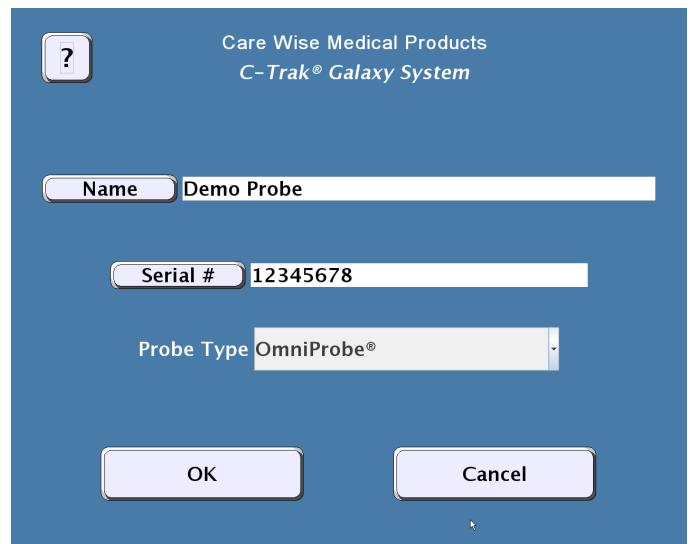 ?
Care Wise Medical Products
C-Trak® Galaxy System
Name Demo Probe
Serial # 12345678
Probe Type OmniProbe®
OK Cancel